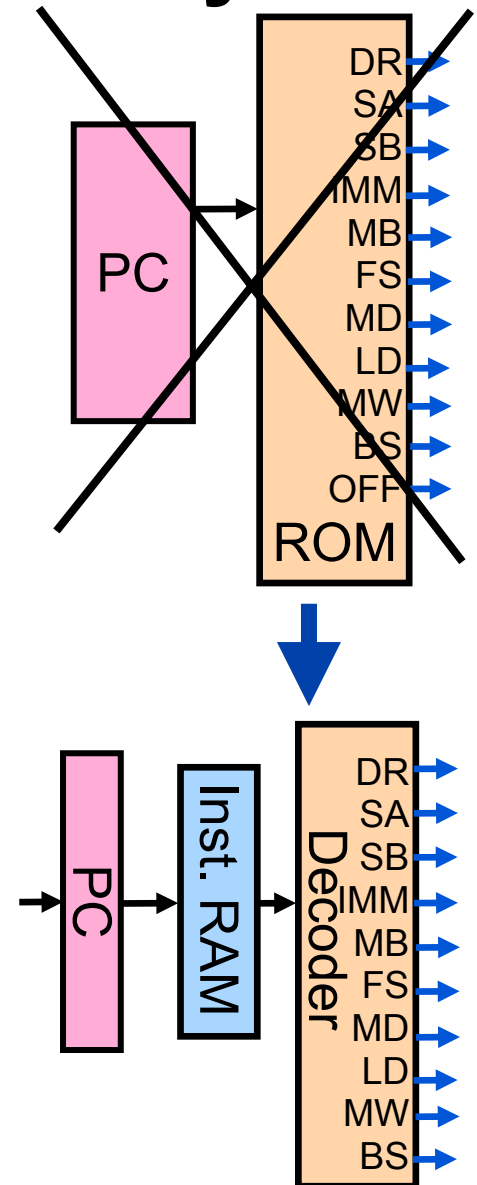 PC
DR
SA
SB
IMM
MB
FS
MD
LD
MW
BS
OFF
ROM
PC
Inst. RAM
Decoder
DR
SA
SB
IMM
MB
FS
MD
LD
MW
BS